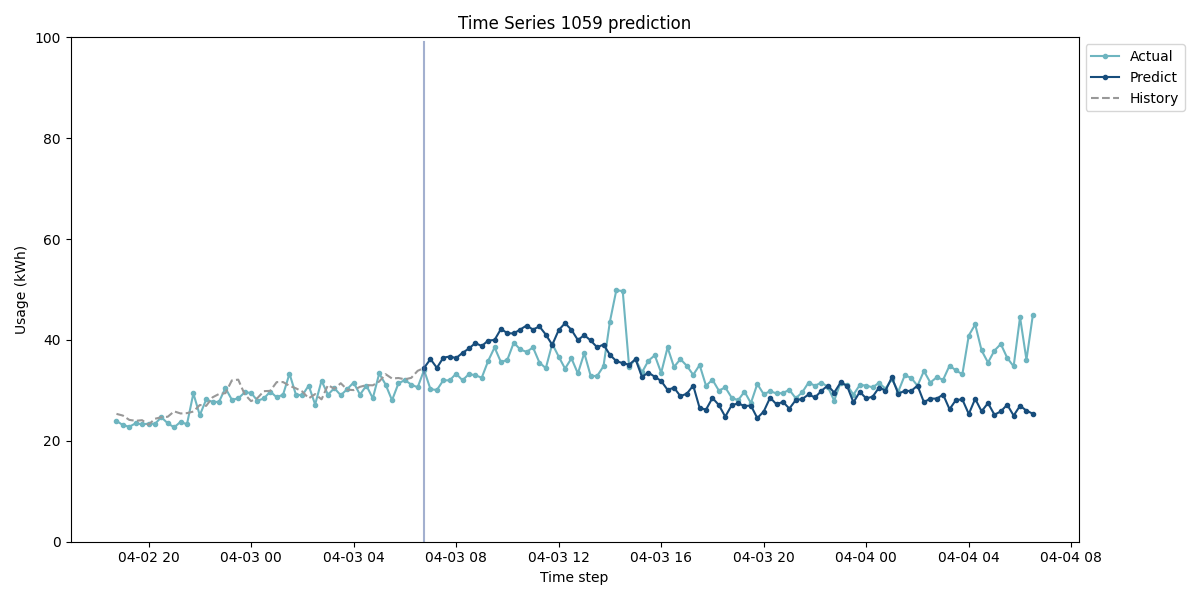 Time Series 1059 prediction
100
80
60
40
20
0
Usage (kWh)
04-02 20
04-03 00
04-03 04
04-03 08
04-03 12
04-03 16
04-03 20
04-04 00
04-04 04
04-04 08
Time step
Actual
Predict
History